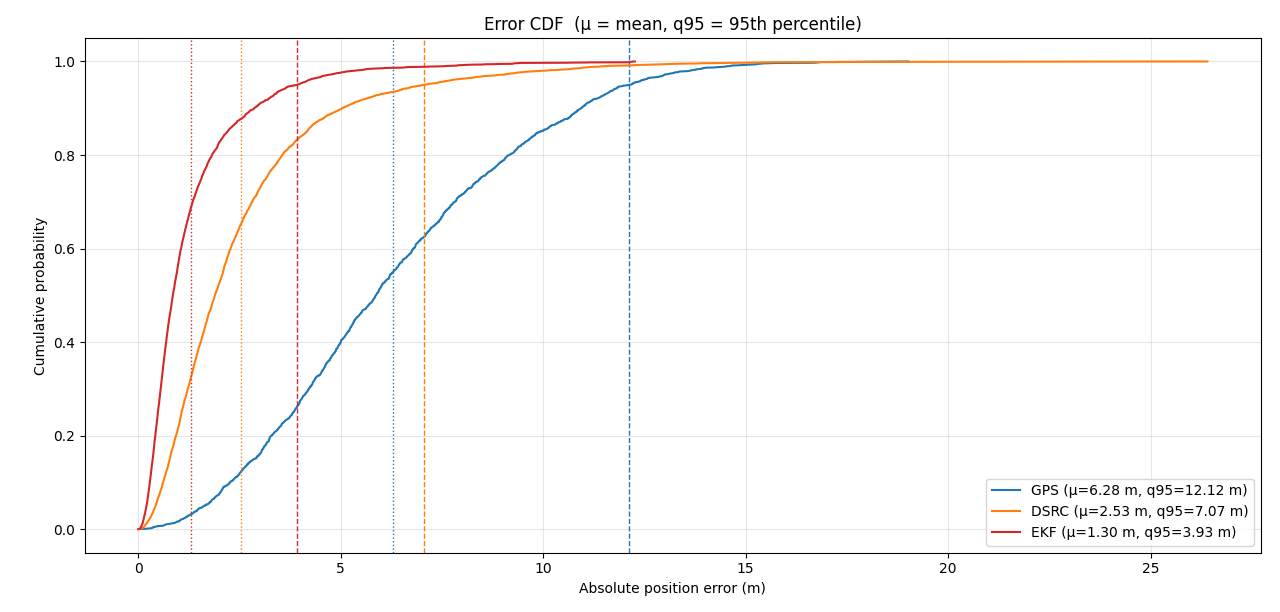 Error CDF  (μ = mean, q95 = 95th percentile)
Cumulative probability
1.0
0.8
0.6
0.4
0.2
0.0
0
5
10
15
20
25
Absolute position error (m)
GPS (μ=6.28 m, q95=12.12 m)
DSRC (μ=2.53 m, q95=7.07 m)
EKF (μ=1.30 m, q95=3.93 m)